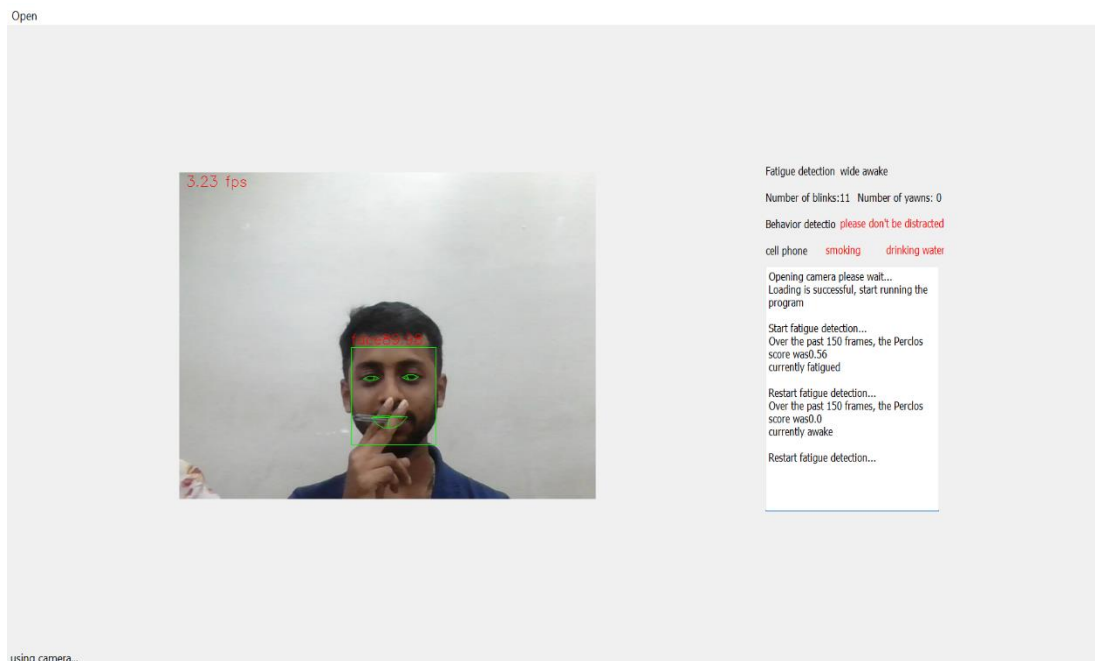 Open
3.23 fps
Fatigue detection wide awake
Number of blinks:11 Number of yawns: 0
Behavior detectio please don't be distracted
cell phone smoking drinking water
Opening camera please wait...
Loading is successful, start running the
program
Start fatigue detection...
Over the past 150 frames, the Perclos
score was0.56
currently fatigued
Restart fatigue detection...
Over the past 150 frames, the Perclos
score was0.0
currently awake
Restart fatigue detection...
using camera...